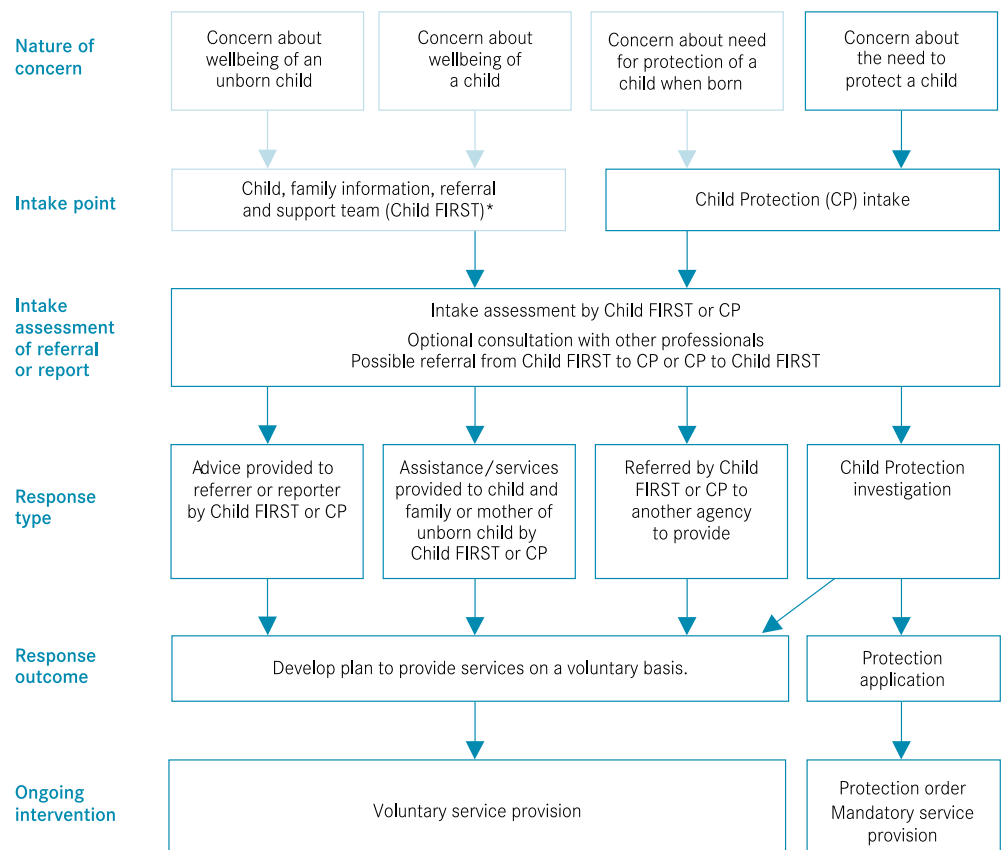 Nature of
concern
Concern about
wellbeing of an
unborn child
Concern about
wellbeing of
a child
Concern about need
for protection of a
child when born
Concern about
the need to
protect a child
Intake point
Child, family information, referral
and support team (Child FIRST)*
Child Protection (CP) intake
Intake
assessment
of referral
or report
Intake assessment by Child FIRST or CP
Optional consultation with other professionals
Possible referral from Child FIRST to CP or CP to Child FIRST
Response
type
Advice provided to
referrer or reporter
by Child FIRST or CP
Assistance/services
provided to child and
family or mother of
unborn child by
Child FIRST or CP
Referred by Child
FIRST or CP to
another agency
to provide
Child Protection
investigation
Response
outcome
Develop plan to provide services on a voluntary basis.
Protection
application
Ongoing
intervention
Voluntary service provision
Protection order
Mandatory service
provision